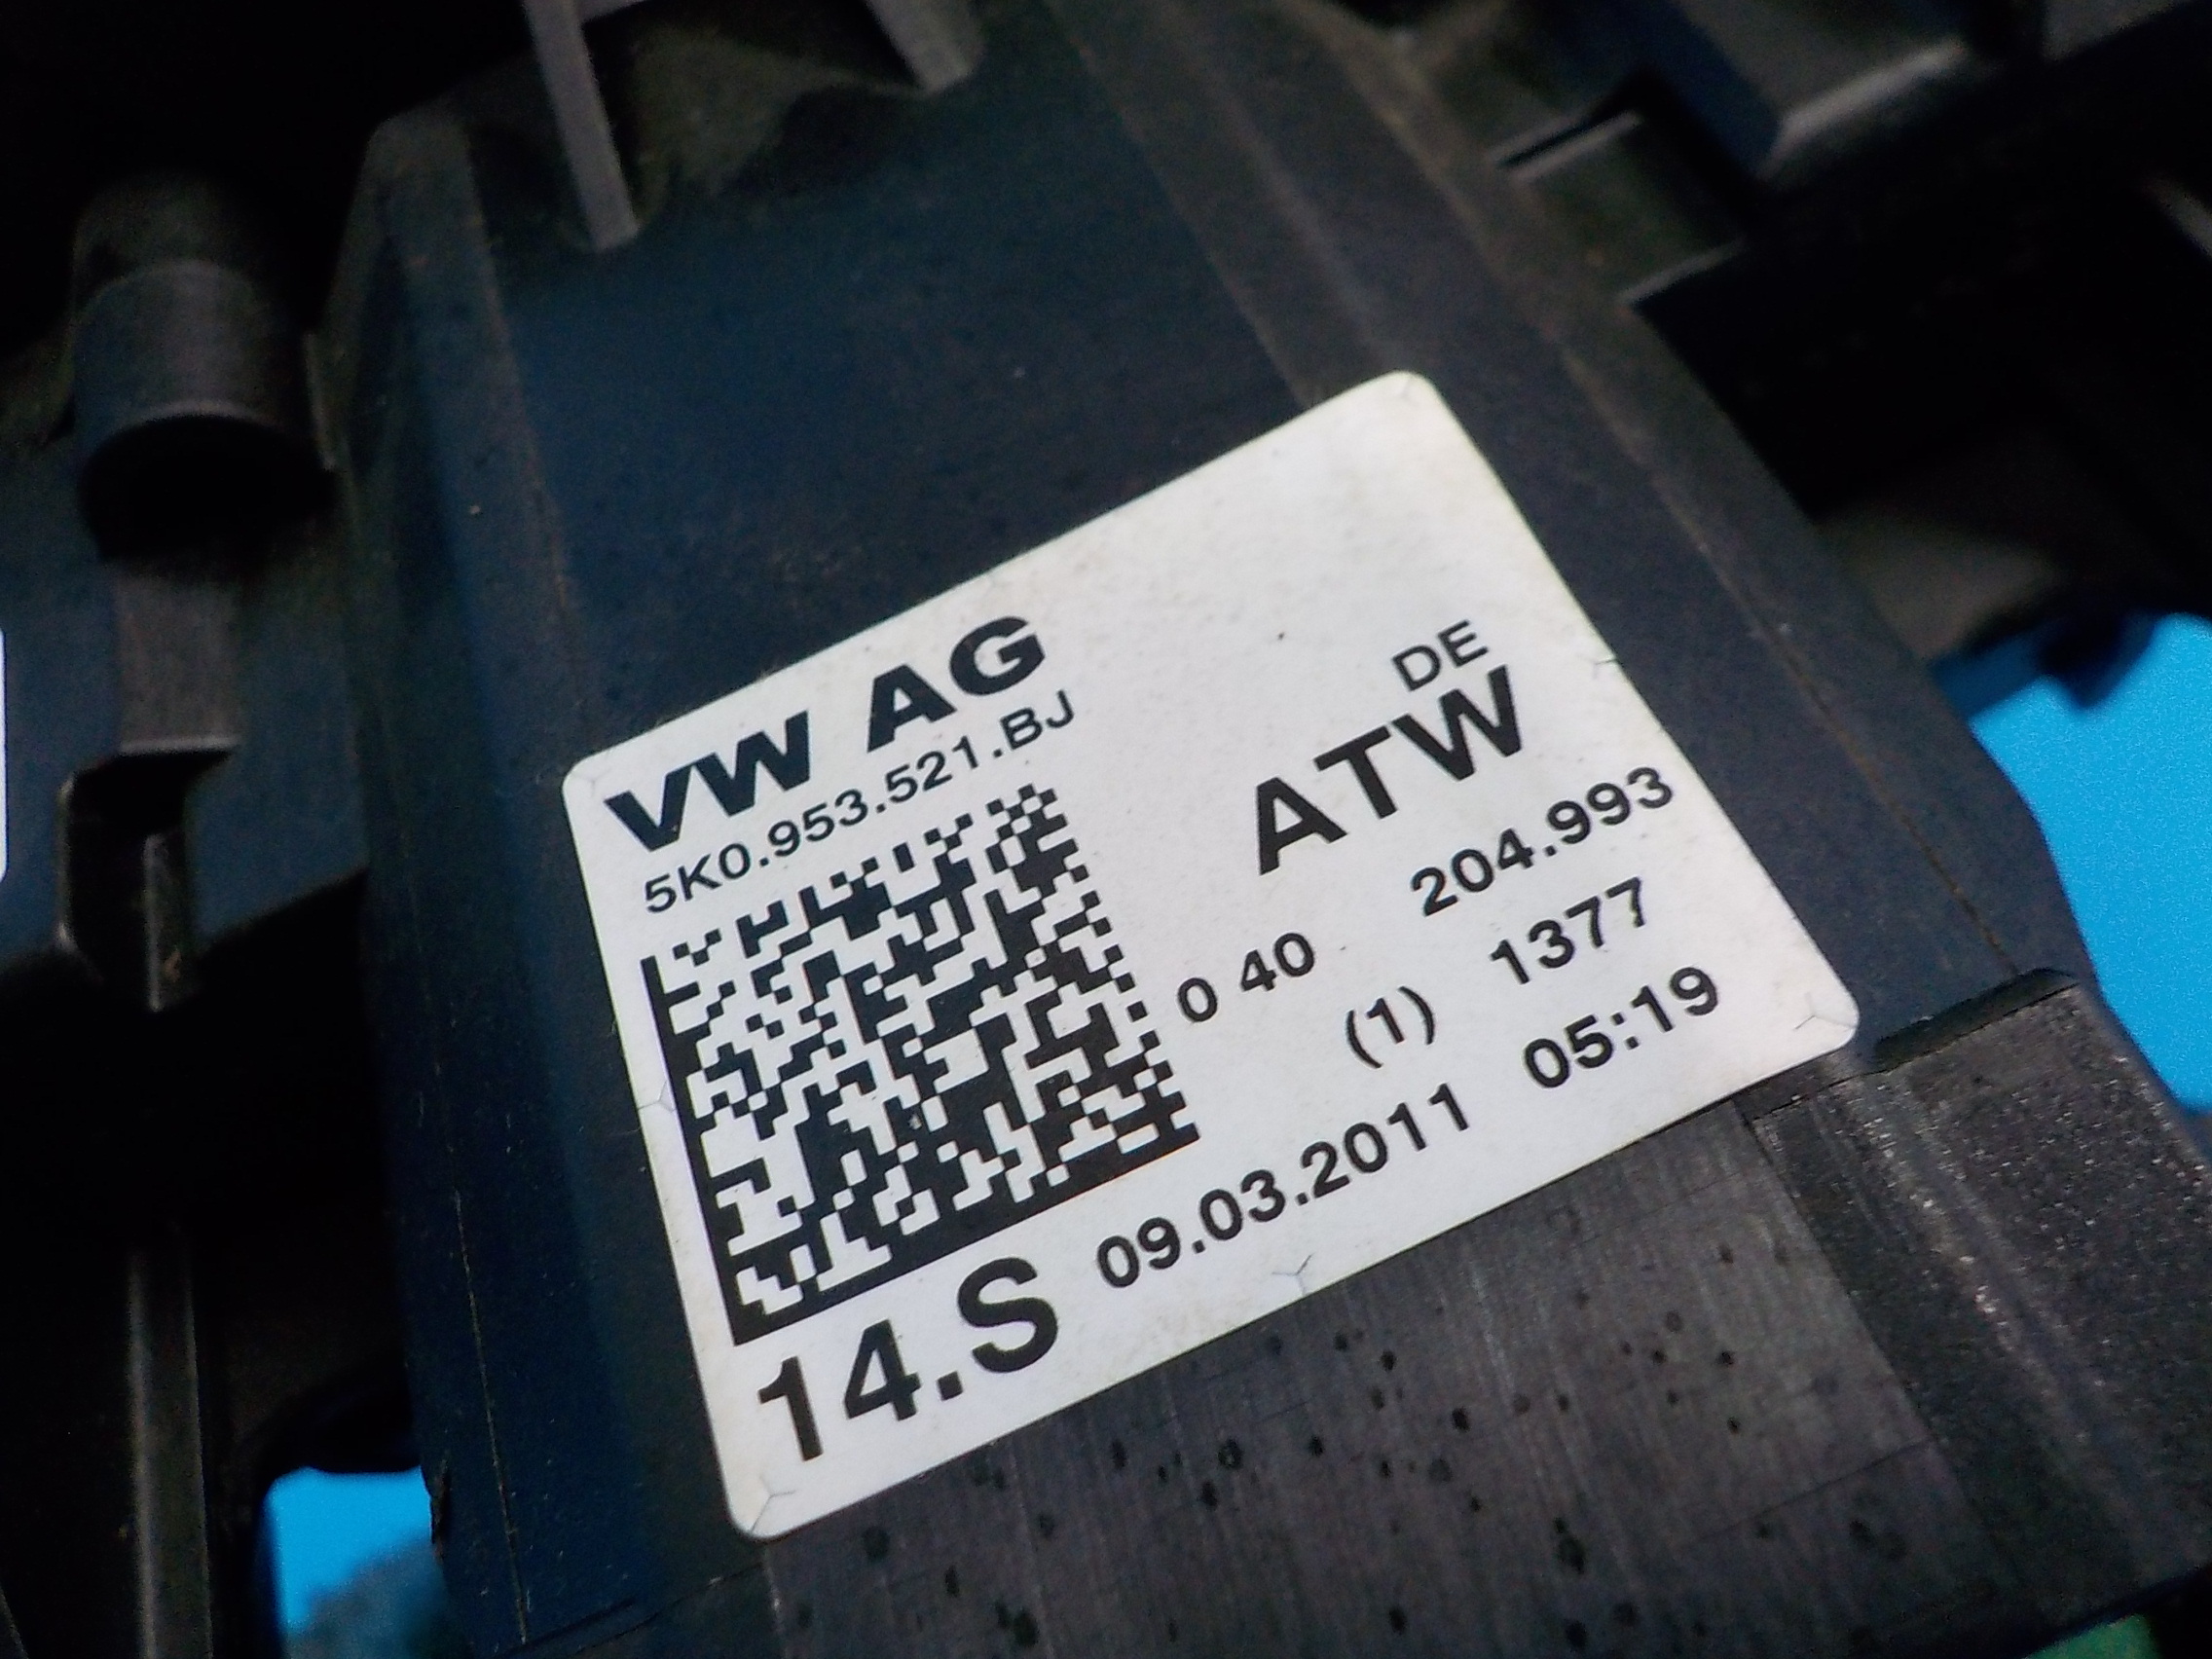 VW AG
5K0.953.521.BJ
DE
ATW
0 40 204.993
(1) 1377
14.S 09.03.2011 05:19